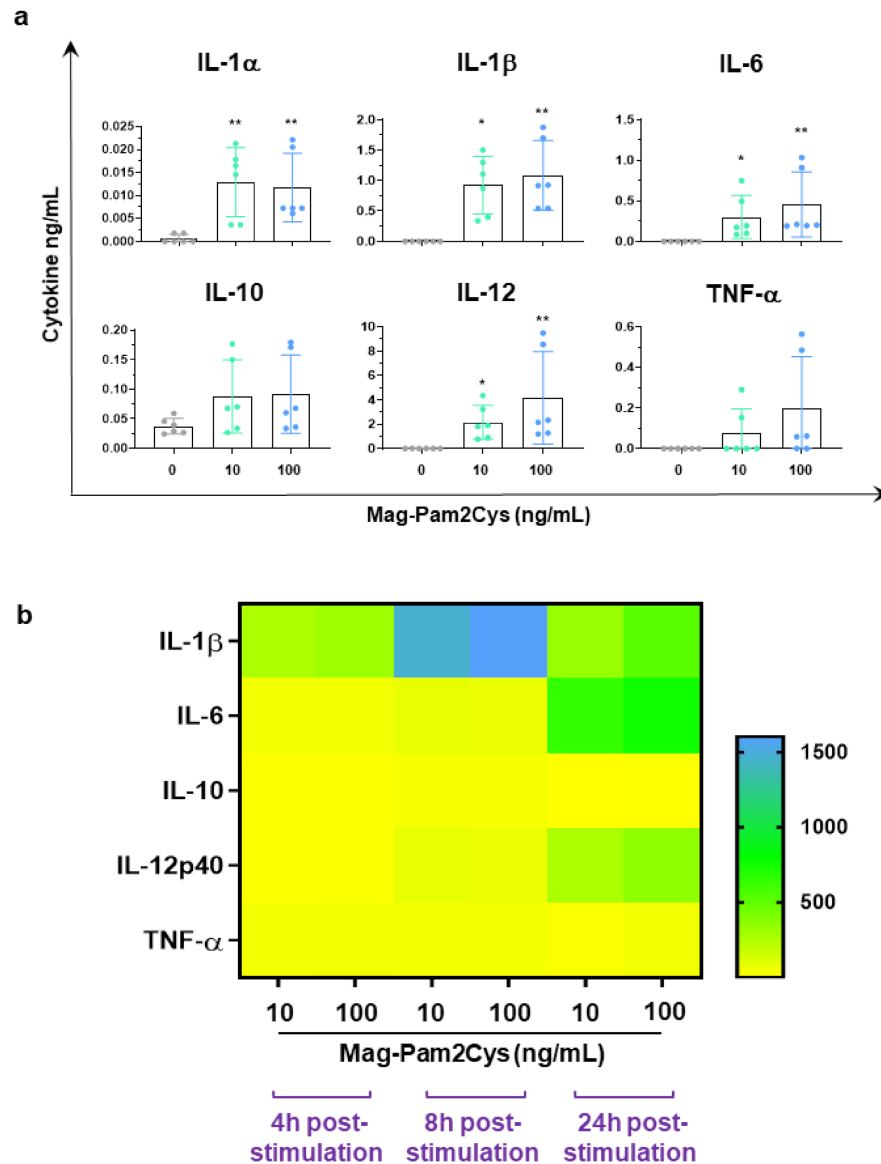 a
IL-1α
IL-1β
IL-6
Cytokine ng/mL
0.025
0.020
0.015
0.010
0.005
0.000
**
**
2.0
1.5
1.0
0.5
0.0
*
**
1.5
1.0
0.5
0.0
*
**
IL-10
IL-12
TNF-α
0.20
0.15
0.10
0.05
0.00
0 10 100
10
8
6
4
2
0
*
**
0 10 100
0.6
0.4
0.2
0.0
0 10 100
Mag-Pam2Cys (ng/mL)
b
IL-1β
IL-6
IL-10
IL-12p40
TNF-α
1500
1000
500
10 100 10 100 10 100
Mag-Pam2Cys (ng/mL)
4h post-
stimulation
8h post-
stimulation
24h post-
stimulation